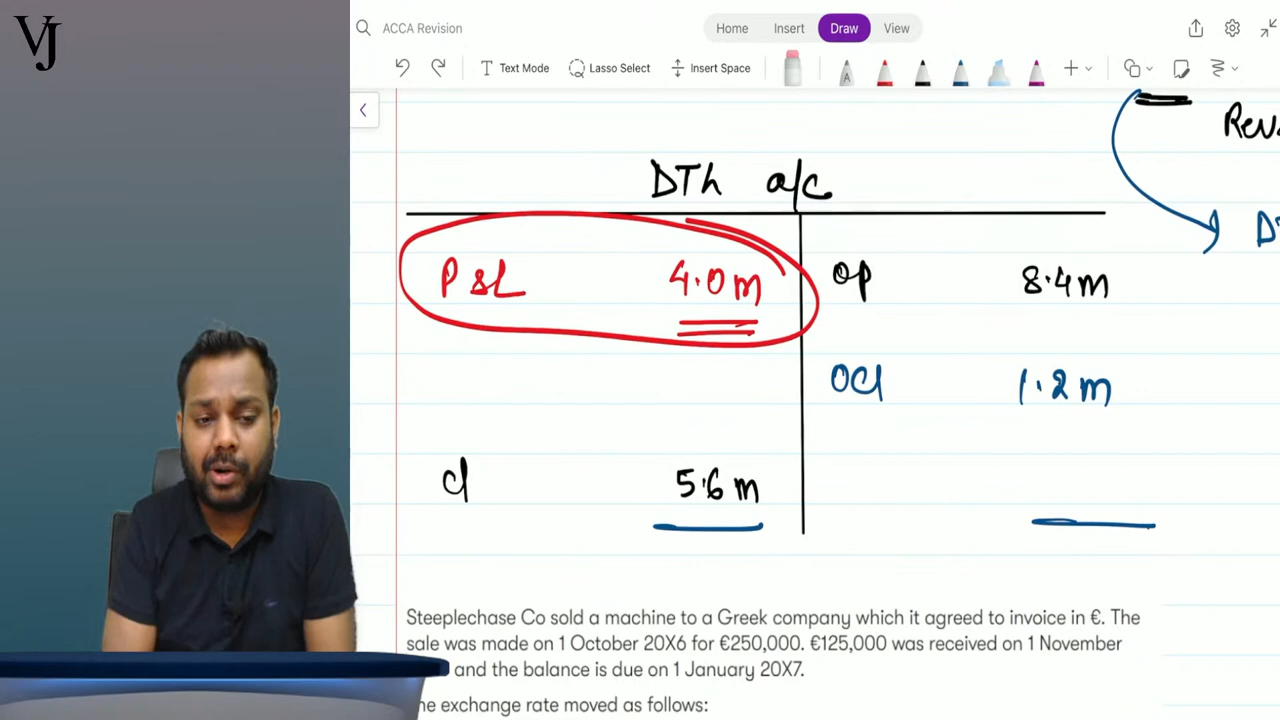 VJ
ACCA Revision
Home Insert Draw View
Text Mode Lasso Select Insert Space
Rev
DTL a/c
P&L 4.0m OP 8.4m
OCI 1.2m
Cl 5.6m
Steeplechase Co sold a machine to a Greek company which it agreed to invoice in €. The
sale was made on 1 October 20X6 for €250,000. €125,000 was received on 1 November
and the balance is due on 1 January 20X7.
he exchange rate moved as follows: